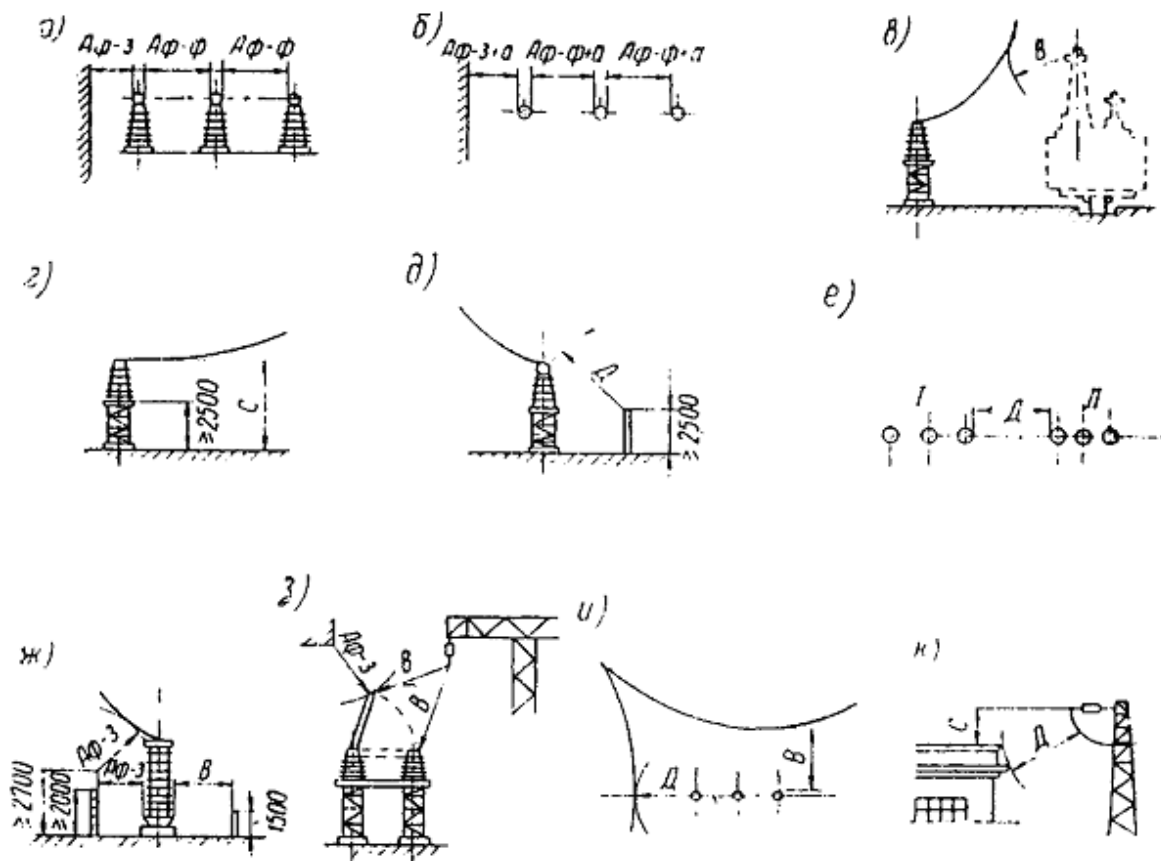 а)
Аф-з Аф-ф Аф-ф
б)
Аф-з+а Аф-ф+а Аф-ф+а
в)
В
г)
≥2500
С
д)
Д
≥2500
е)
Д
ж)
Аф-з
Аф-з
В
≥2700
≥2000
1500
З)
Аф-з
В
В
и)
Д
В
к)
С
Д